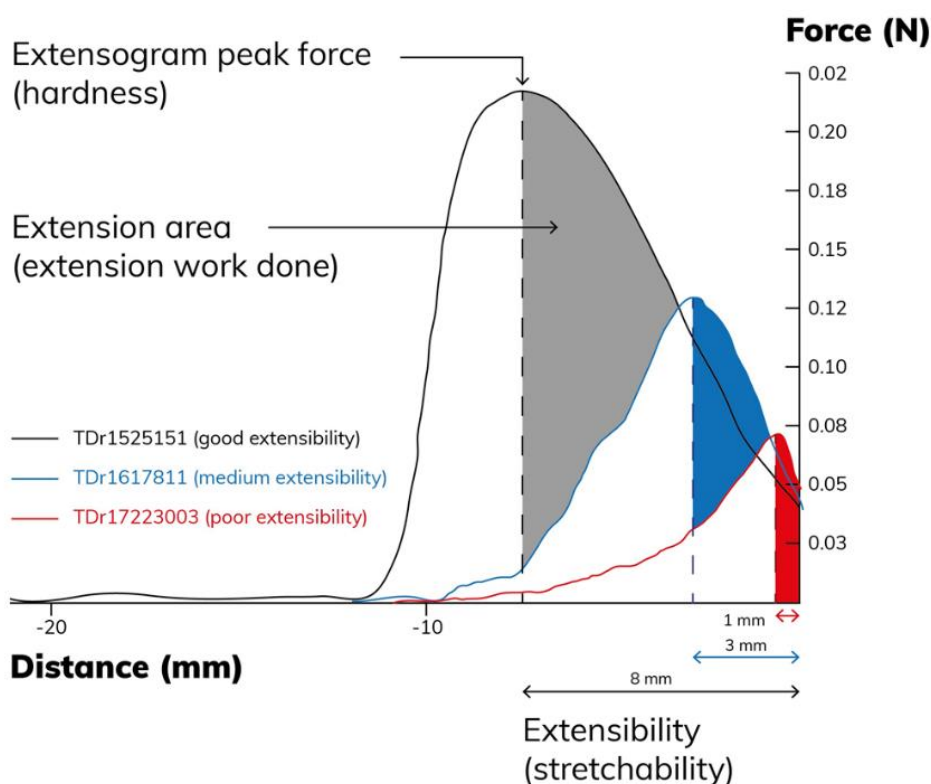 Force (N)
Extensogram peak force
(hardness)
0.02
0.20
0.18
Extension area
(extension work done)
0.15
0.12
0.10
TDr1525151 (good extensibility)
0.08
TDr1617811 (medium extensibility)
0.05
TDr17223003 (poor extensibility)
0.03
-20
-10
1 mm
3 mm
Distance (mm)
8 mm
Extensibility
(stretchability)